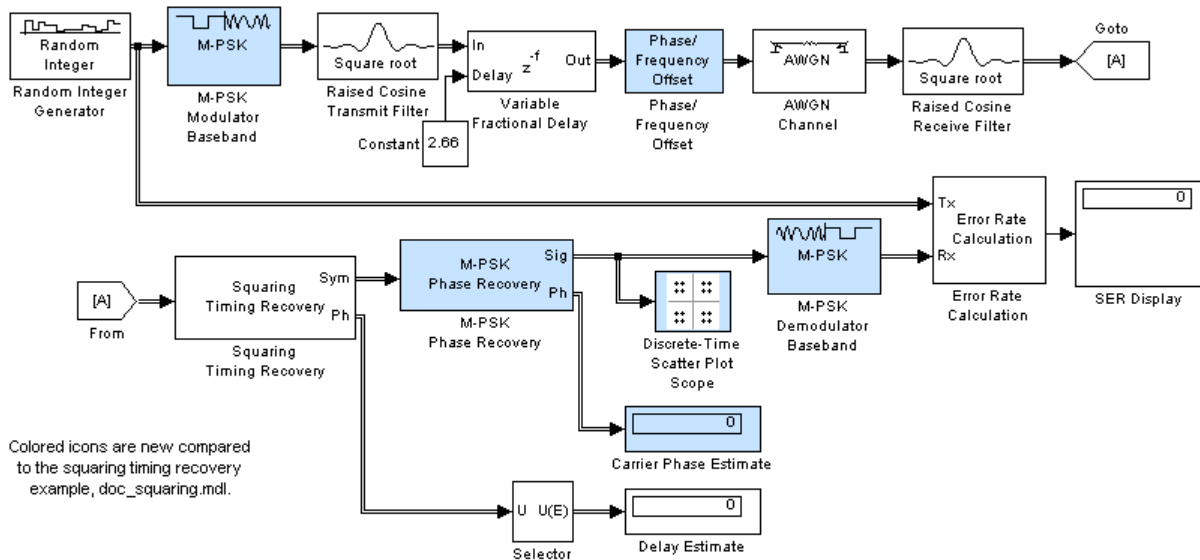 Random
Integer
Random Integer
Generator
M-PSK
M-PSK
Modulator
Baseband
Square root
Raised Cosine
Transmit Filter
Constant
2.66
In
Delay
z-f
Out
Variable
Fractional Delay
Phase/
Frequency
Offset
Phase/
Frequency
Offset
AWGN
AWGN
Channel
Square root
Raised Cosine
Receive Filter
Goto
[A]
[A]
From
Squaring
Timing Recovery
Sym
Ph
Squaring
Timing Recovery
M-PSK
Phase Recovery
Sig
Ph
M-PSK
Phase Recovery
Discrete-Time
Scatter Plot
Scope
M-PSK
M-PSK
Demodulator
Baseband
Tx
Rx
Error Rate
Calculation
Error Rate
Calculation
0
SER Display
0
Carrier Phase Estimate
Colored icons are new compared
to the squaring timing recovery
example, doc_squaring.mdl.
U U(E)
Selector
0
Delay Estimate